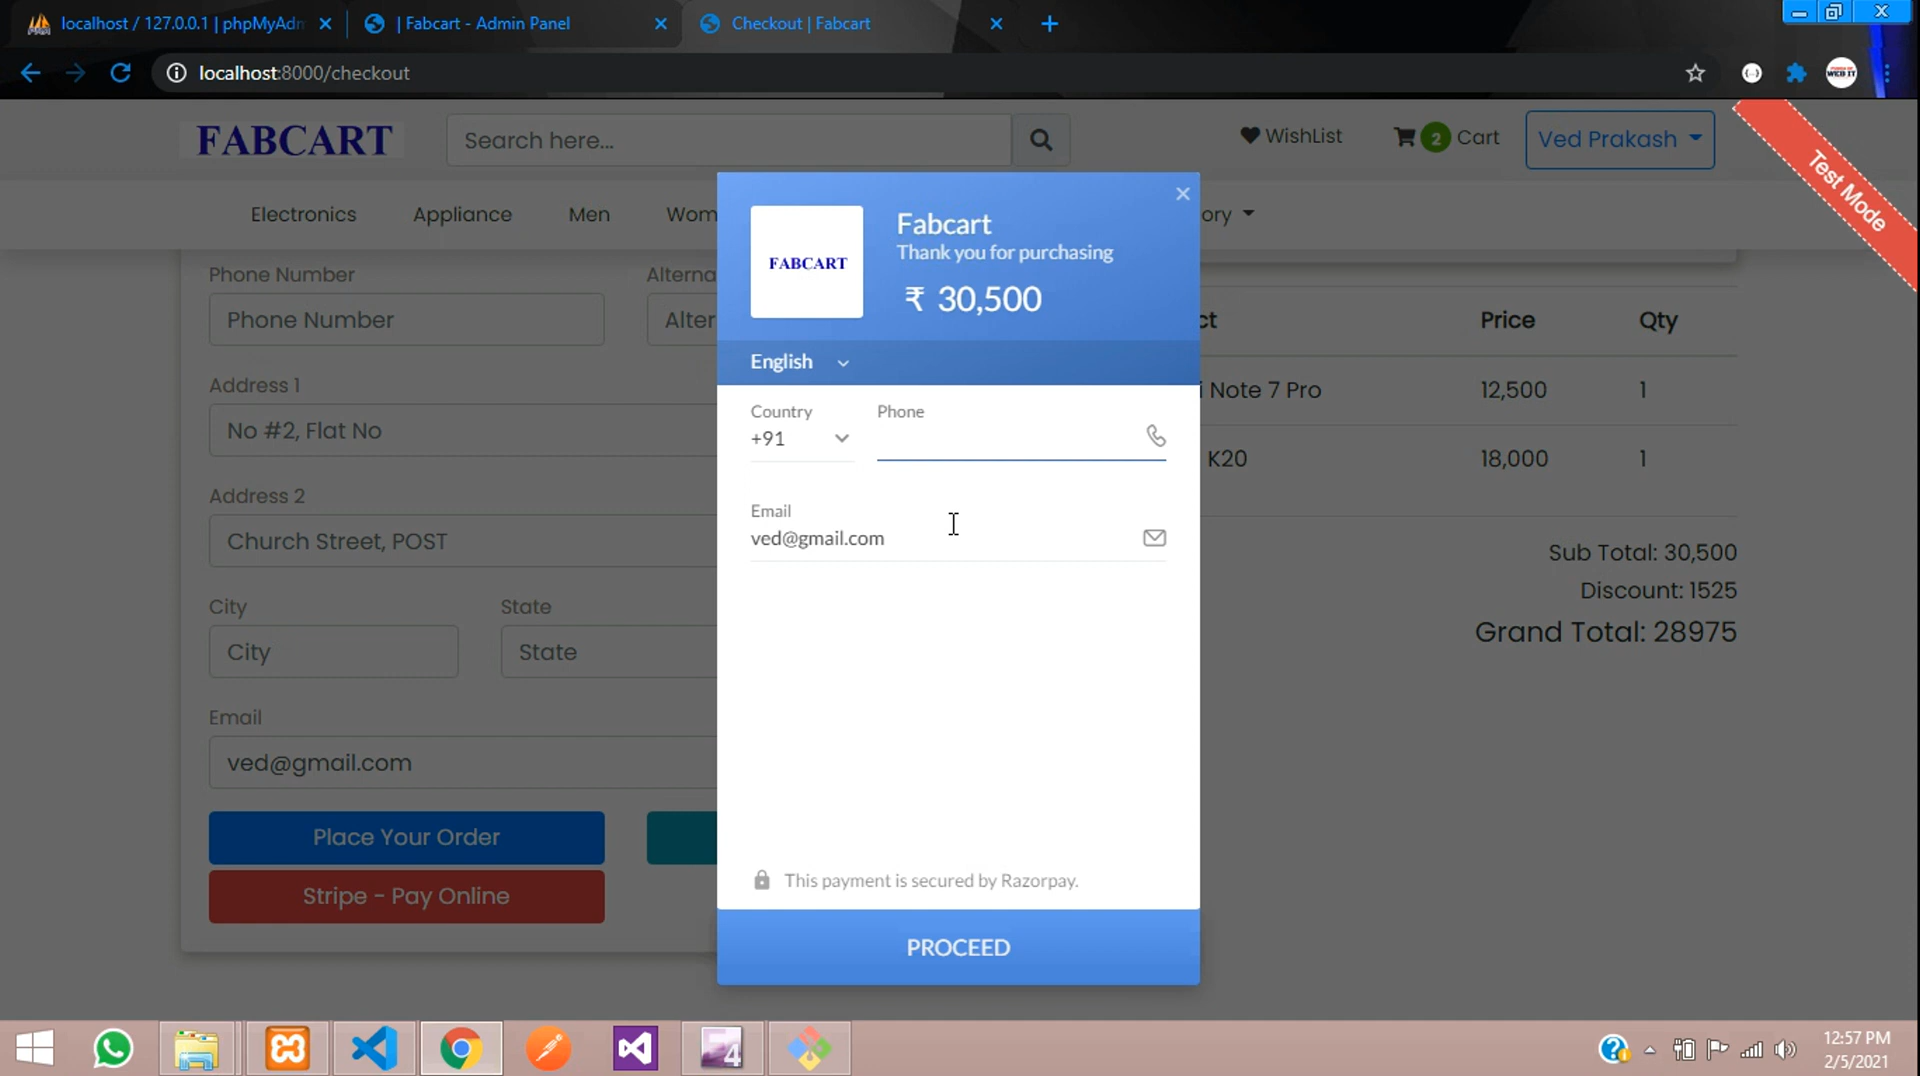 localhost / 127.0.0.1 | phpMyAdm
| Fabcart - Admin Panel
Checkout | Fabcart
localhost:8000/checkout
WEB IT
FABCART
Search here...
WishList
2 Cart
Ved Prakash
Test Mode
Electronics
Appliance
Men
Wom
ory
Fabcart
Thank you for purchasing
FABCART
₹ 30,500
English
Phone Number
Alterna
Phone Number
Alter
ct
Price
Qty
Country
Phone
+91
Address 1
i Note 7 Pro
12,500
1
No #2, Flat No
K20
18,000
1
Address 2
Email
ved@gmail.com
Church Street, POST
Sub Total: 30,500
Discount: 1525
Grand Total: 28975
City
State
City
State
Email
ved@gmail.com
Place Your Order
Stripe - Pay Online
This payment is secured by Razorpay.
PROCEED
4
12:57 PM
2/5/2021